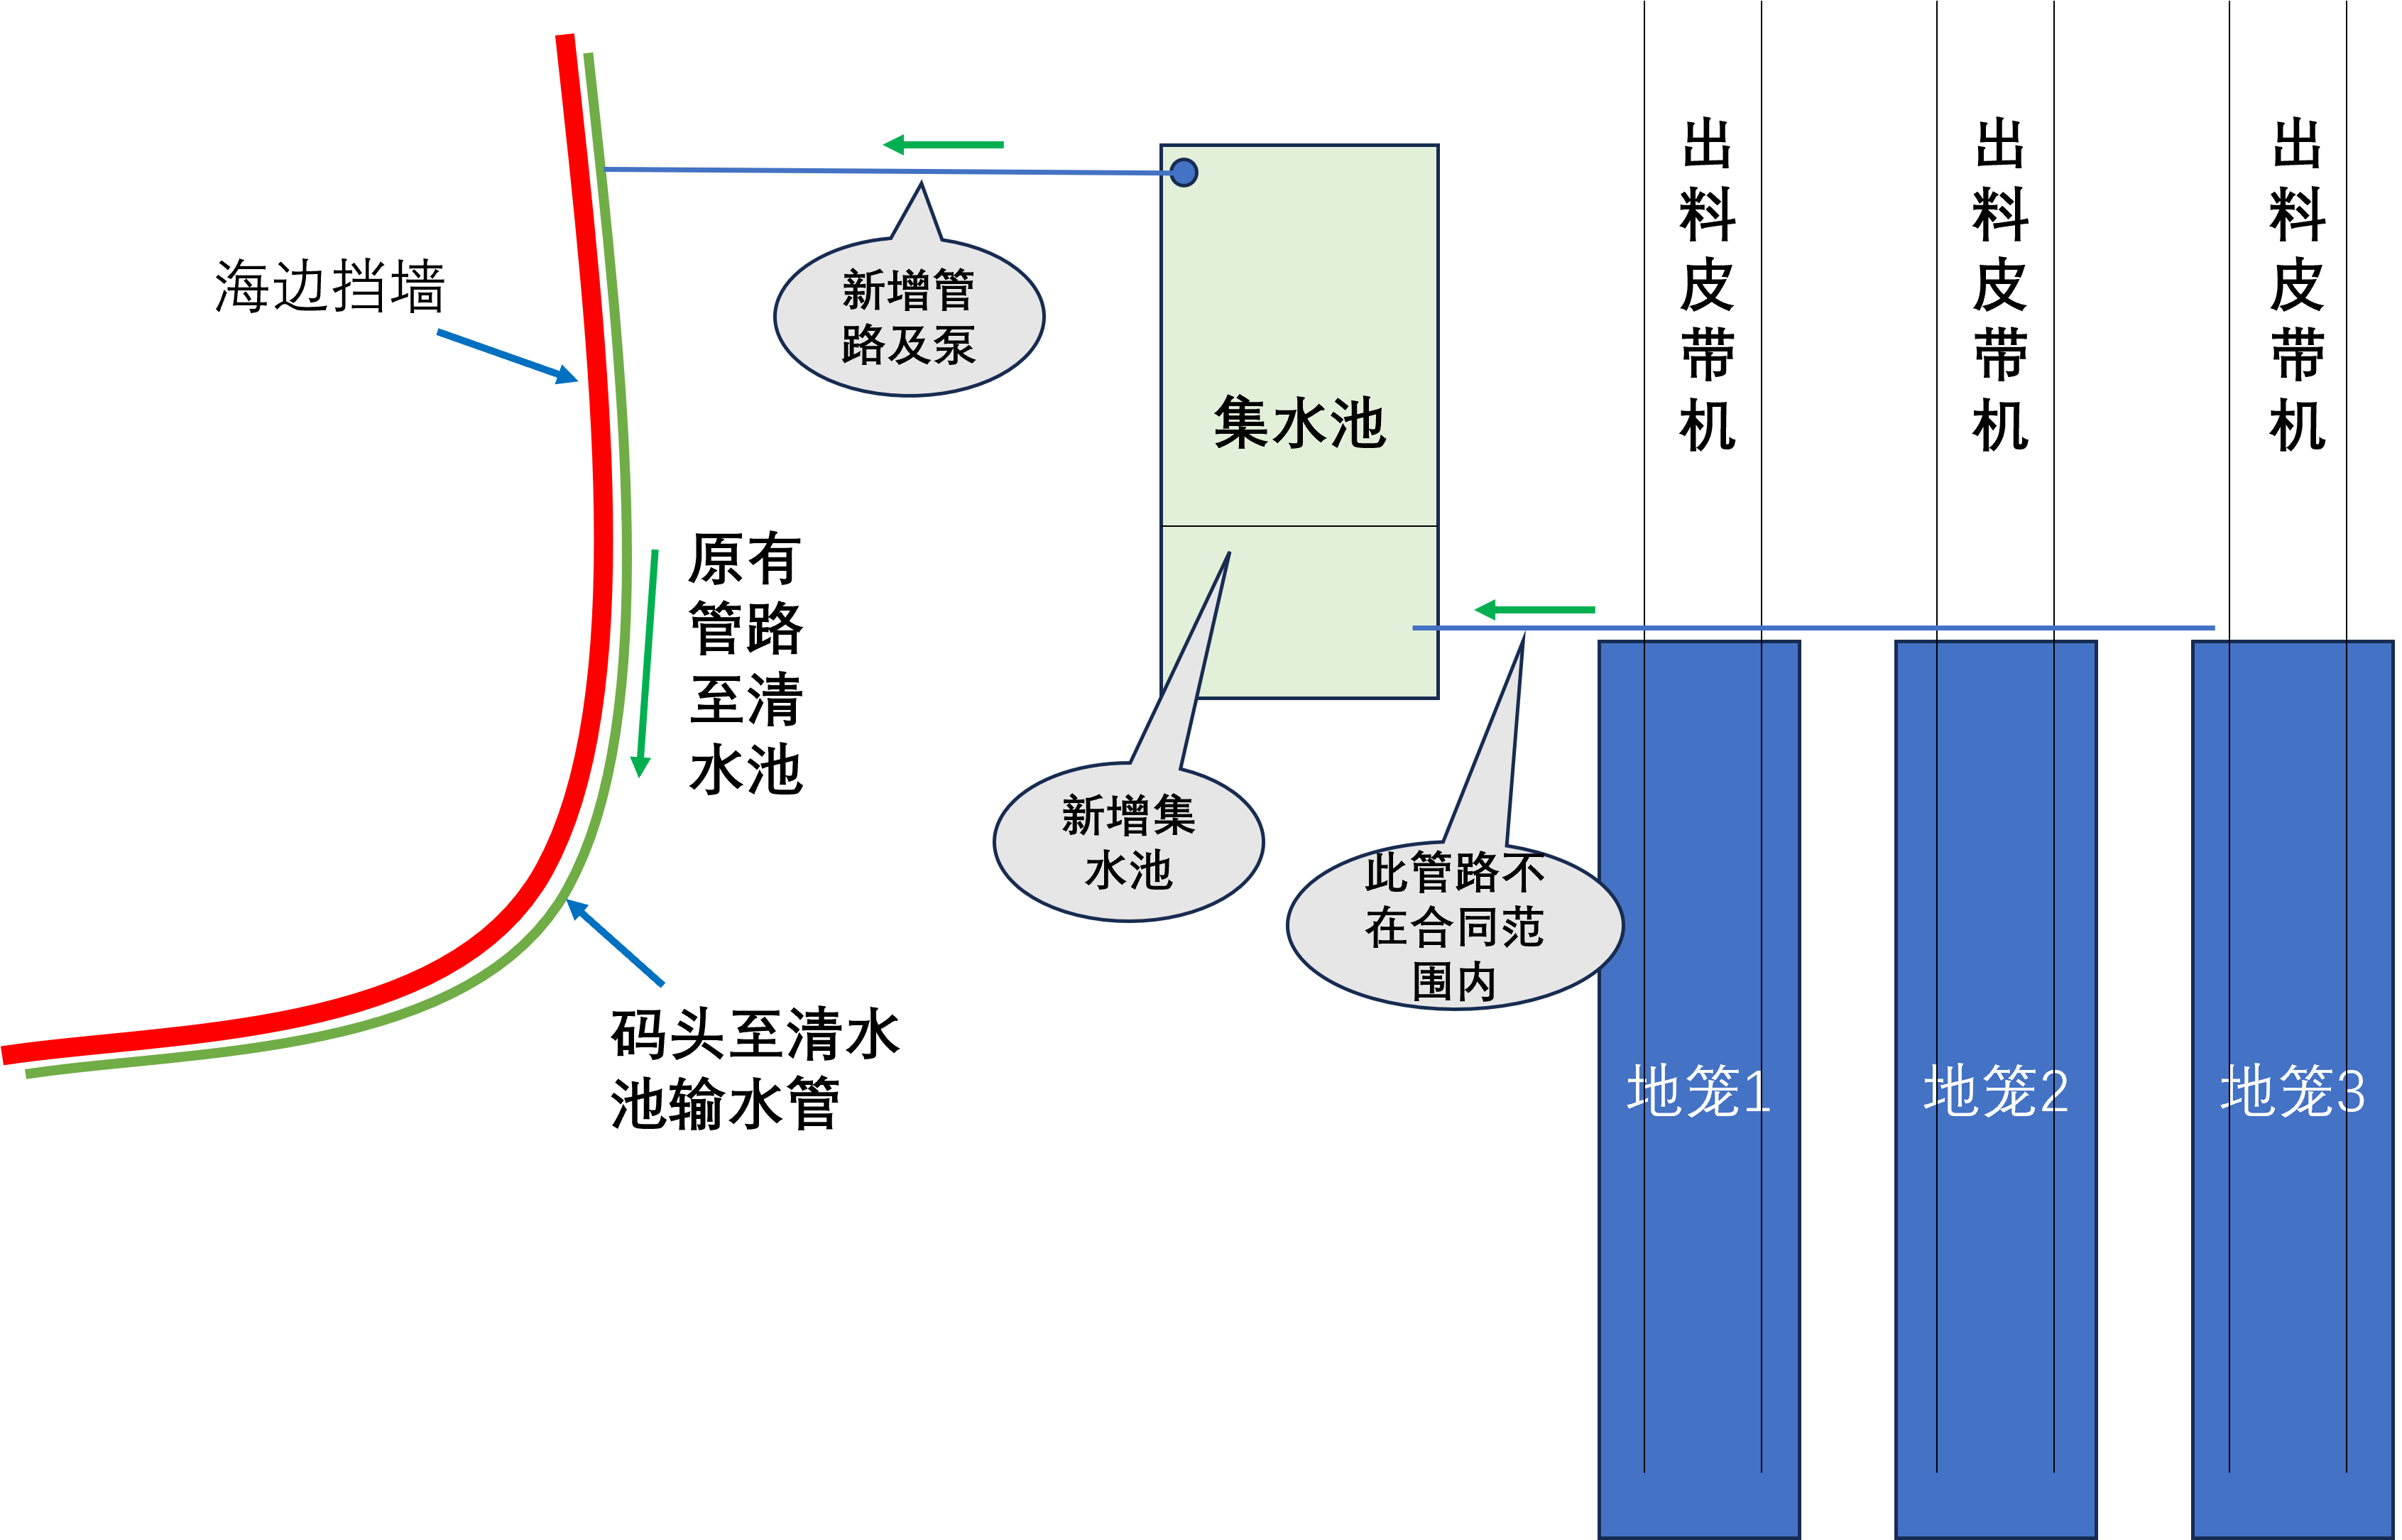 海边挡墙
新增管
路及泵
集水池
出
料
皮
带
机
出
料
皮
带
机
出
料
皮
带
机
原有
管路
至清
水池
新增集
水池
此管路不
在合同范
围内
码头至清水
池输水管
地笼1
地笼2
地笼3